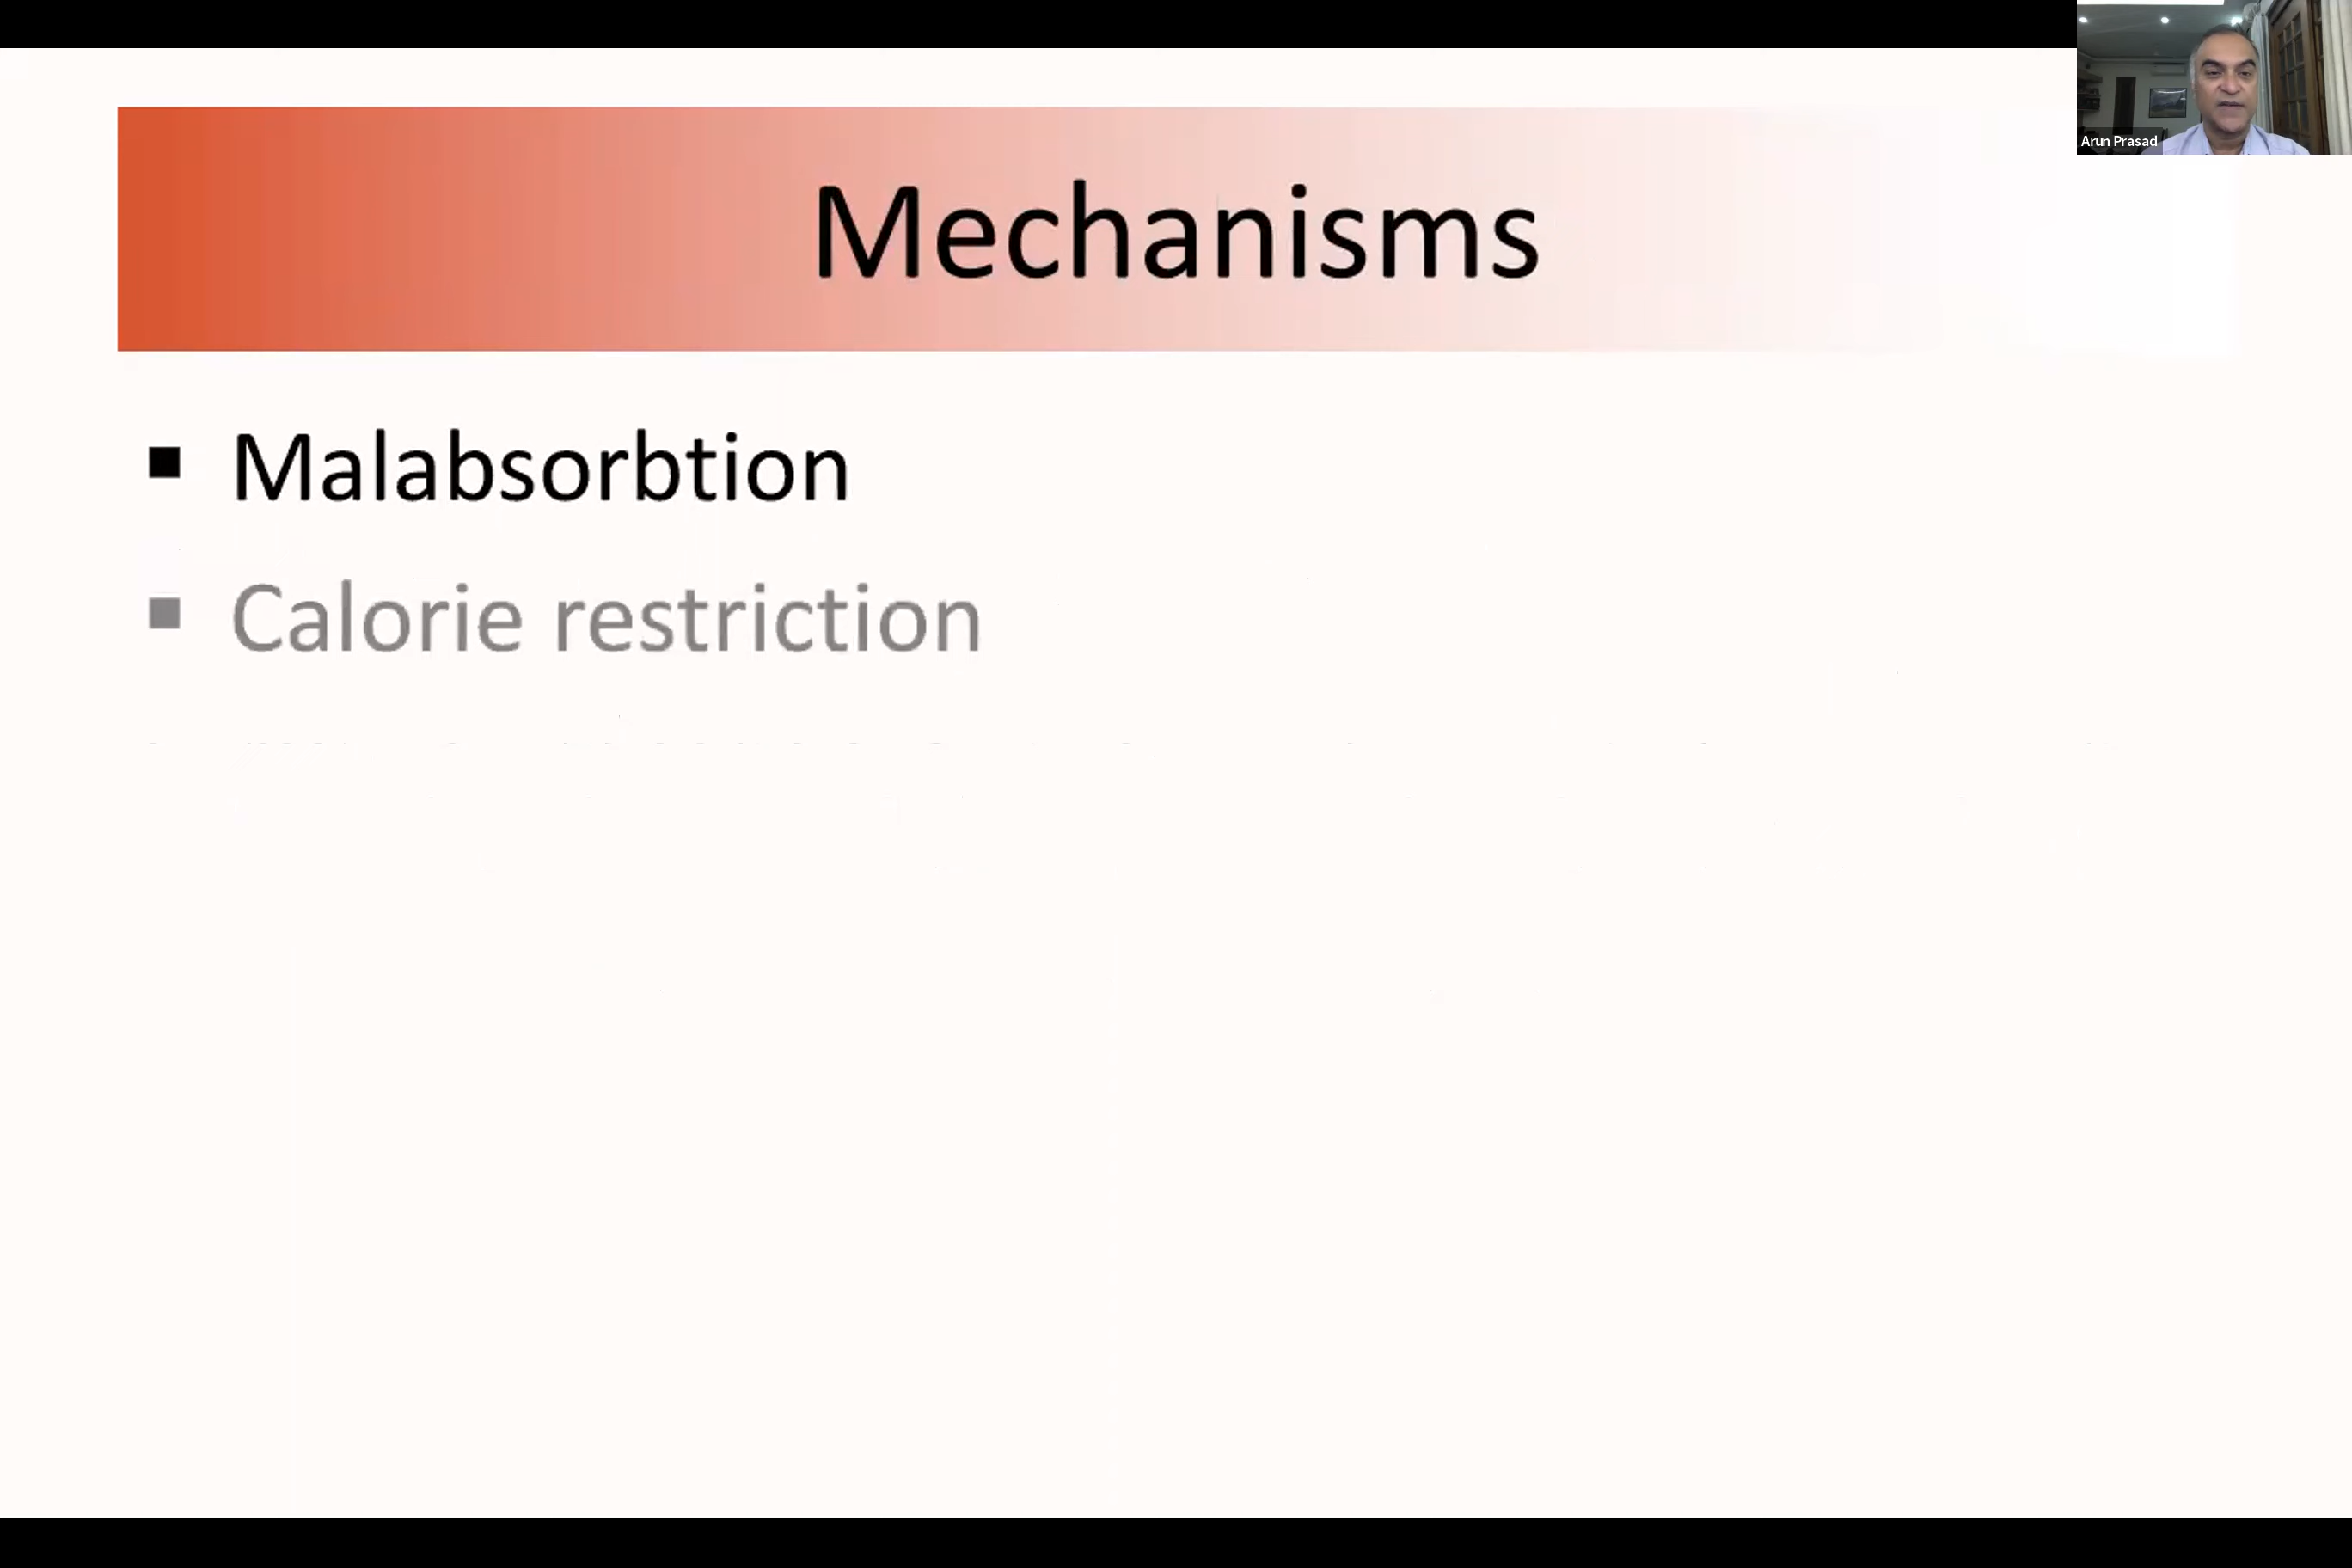 Arun Prasad
Mechanisms
▪ Malabsorbtion
▪ Calorie restriction